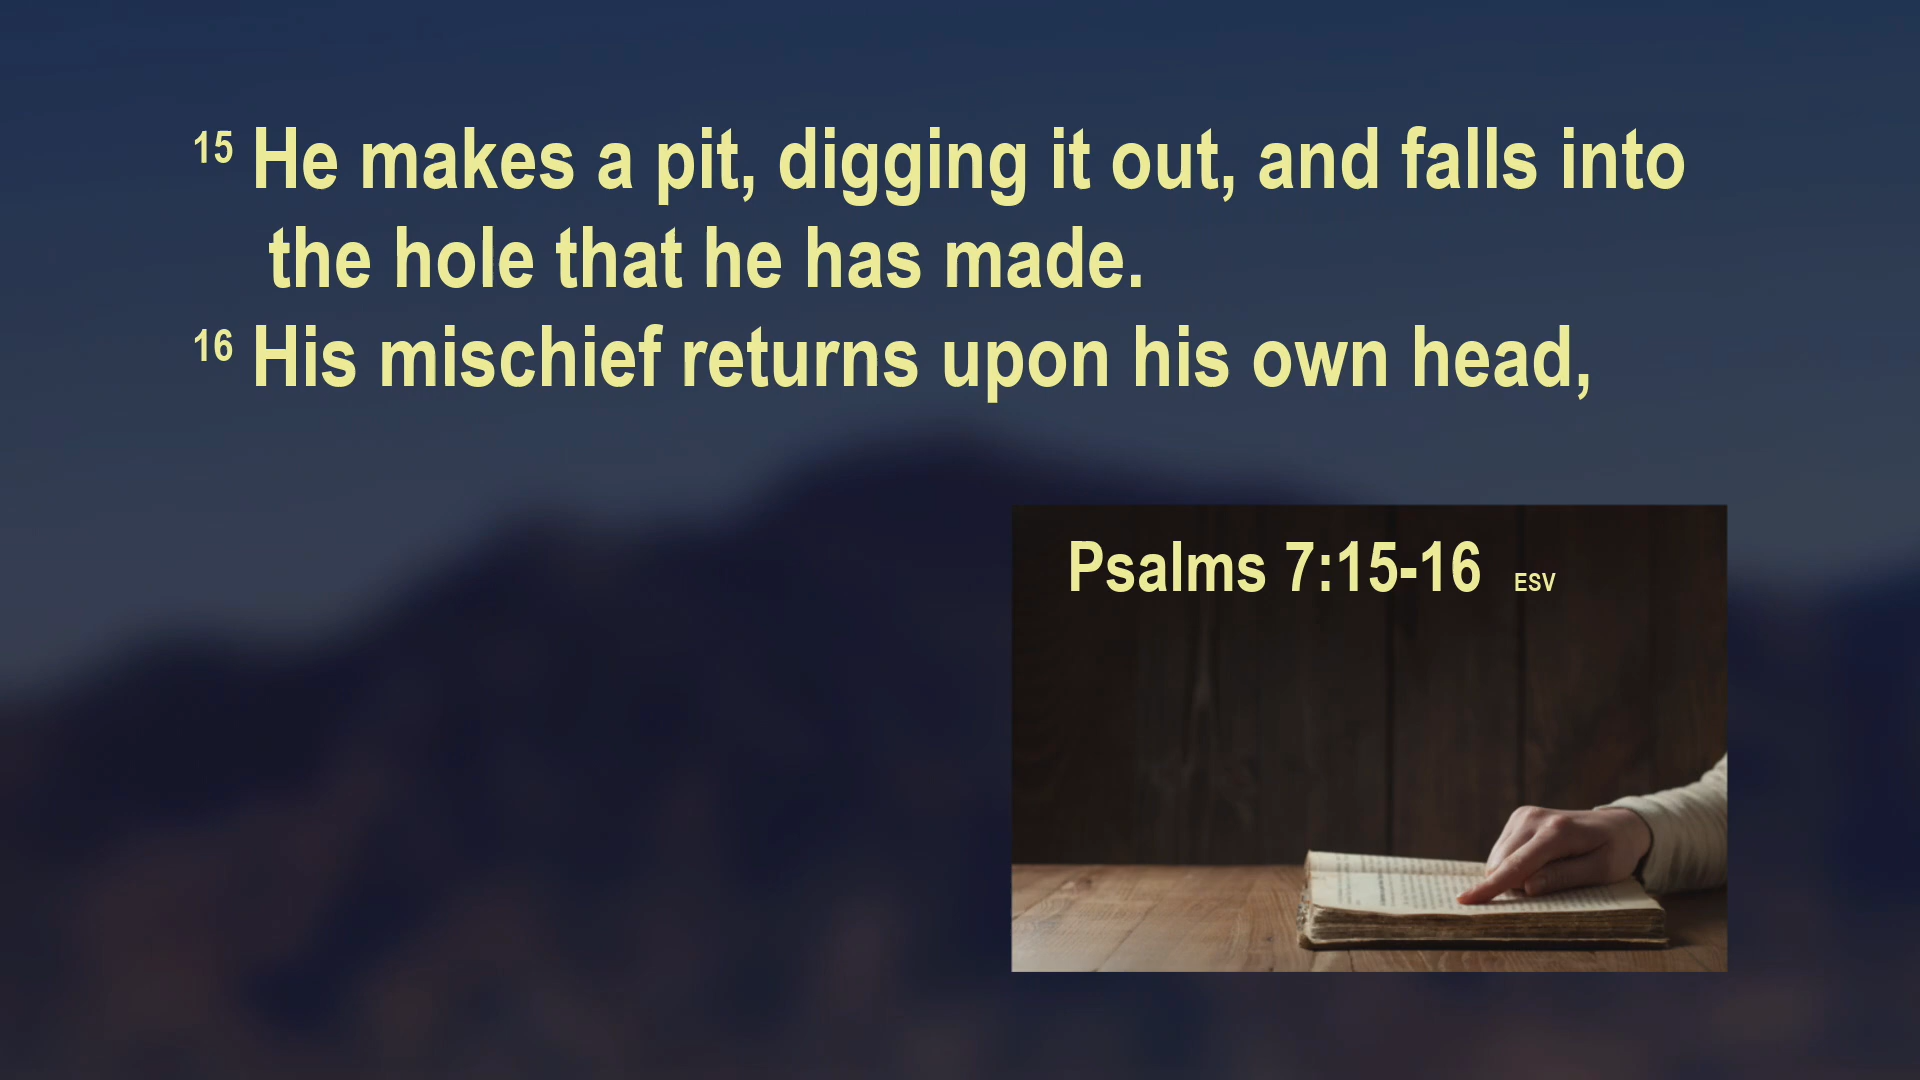 15 He makes a pit, digging it out, and falls into
the hole that he has made.
16 His mischief returns upon his own head,
Psalms 7:15-16 ESV